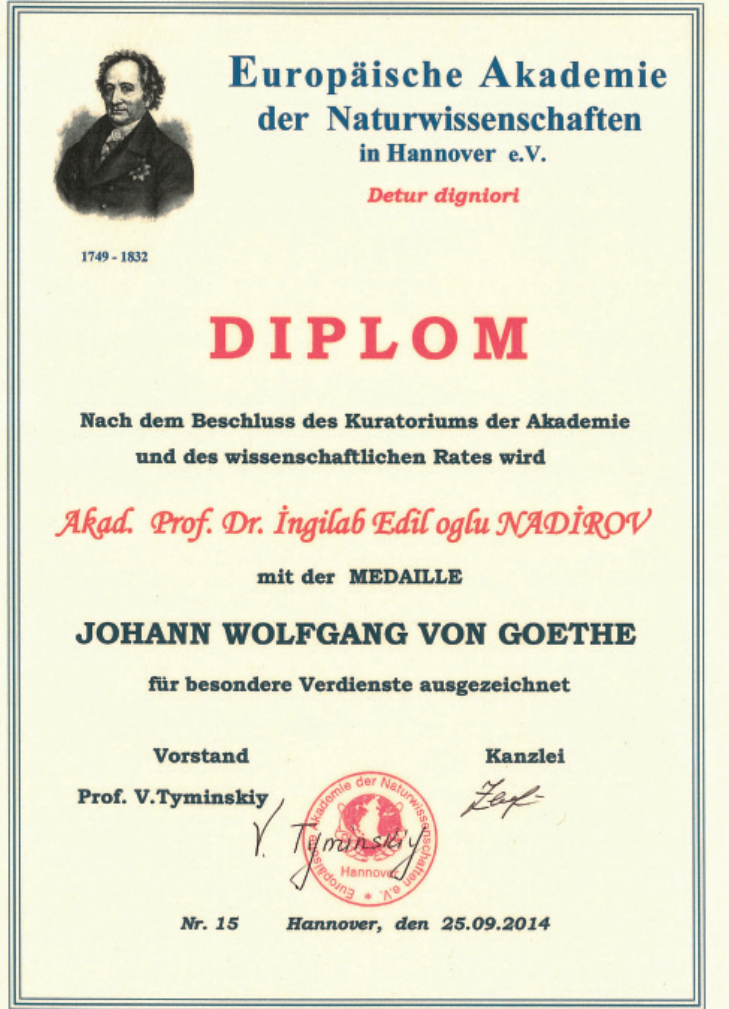 Europäische Akademie
der Naturwissenschaften
in Hannover e.V.
Detur digniori
1749 - 1832
DIPLOM
Nach dem Beschluss des Kuratoriums der Akademie
und des wissenschaftlichen Rates wird
Akad. Prof. Dr. İngilab Edil oglu NADİROV
mit der MEDAILLE
JOHANN WOLFGANG VON GOETHE
für besondere Verdienste ausgezeichnet
Vorstand Kanzlei
Prof. V.Tyminskiy
V. Tyminskiy
Europäische Akademie der Naturwissenschaften e.V. *
Hannover
Nr. 15 Hannover, den 25.09.2014